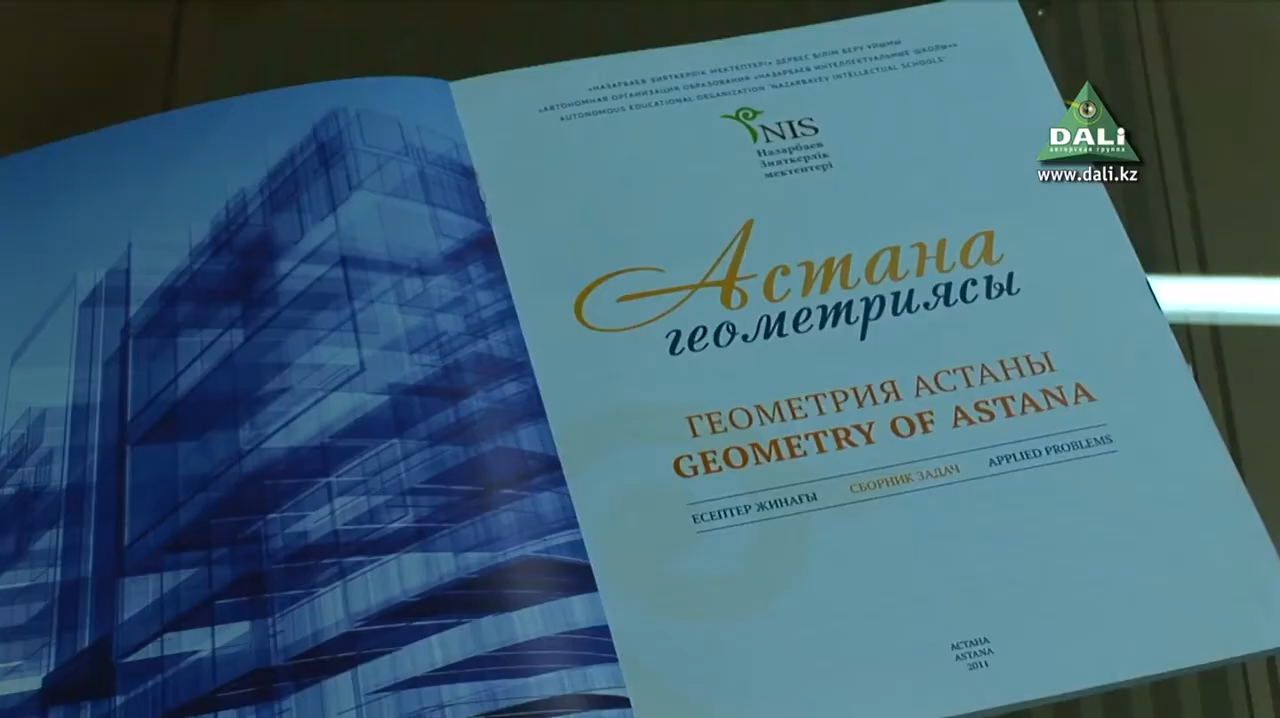 «НАЗАРБАЕВ ЗИЯТКЕРЛІК МЕКТЕПТЕРІ» ДЕРБЕС БІЛІМ БЕРУ ҰЙЫМЫ
«АВТОНОМНАЯ ОРГАНИЗАЦИЯ ОБРАЗОВАНИЯ «НАЗАРБАЕВ ИНТЕЛЛЕКТУАЛЬНЫЕ ШКОЛЫ»»
AUTONOMOUS EDUCATIONAL ORGANIZATION "NAZARBAYEV INTELLECTUAL SCHOOLS"
NIS
Назарбаев
Зияткерлік
мектептері
DALi
авторская группа
www.dali.kz
Астана
геометриясы
ГЕОМЕТРИЯ АСТАНЫ
GEOMETRY OF ASTANA
ЕСЕПТЕР ЖИНАҒЫ СБОРНИК ЗАДАЧ APPLIED PROBLEMS
АСТАНА
ASTANA
2011